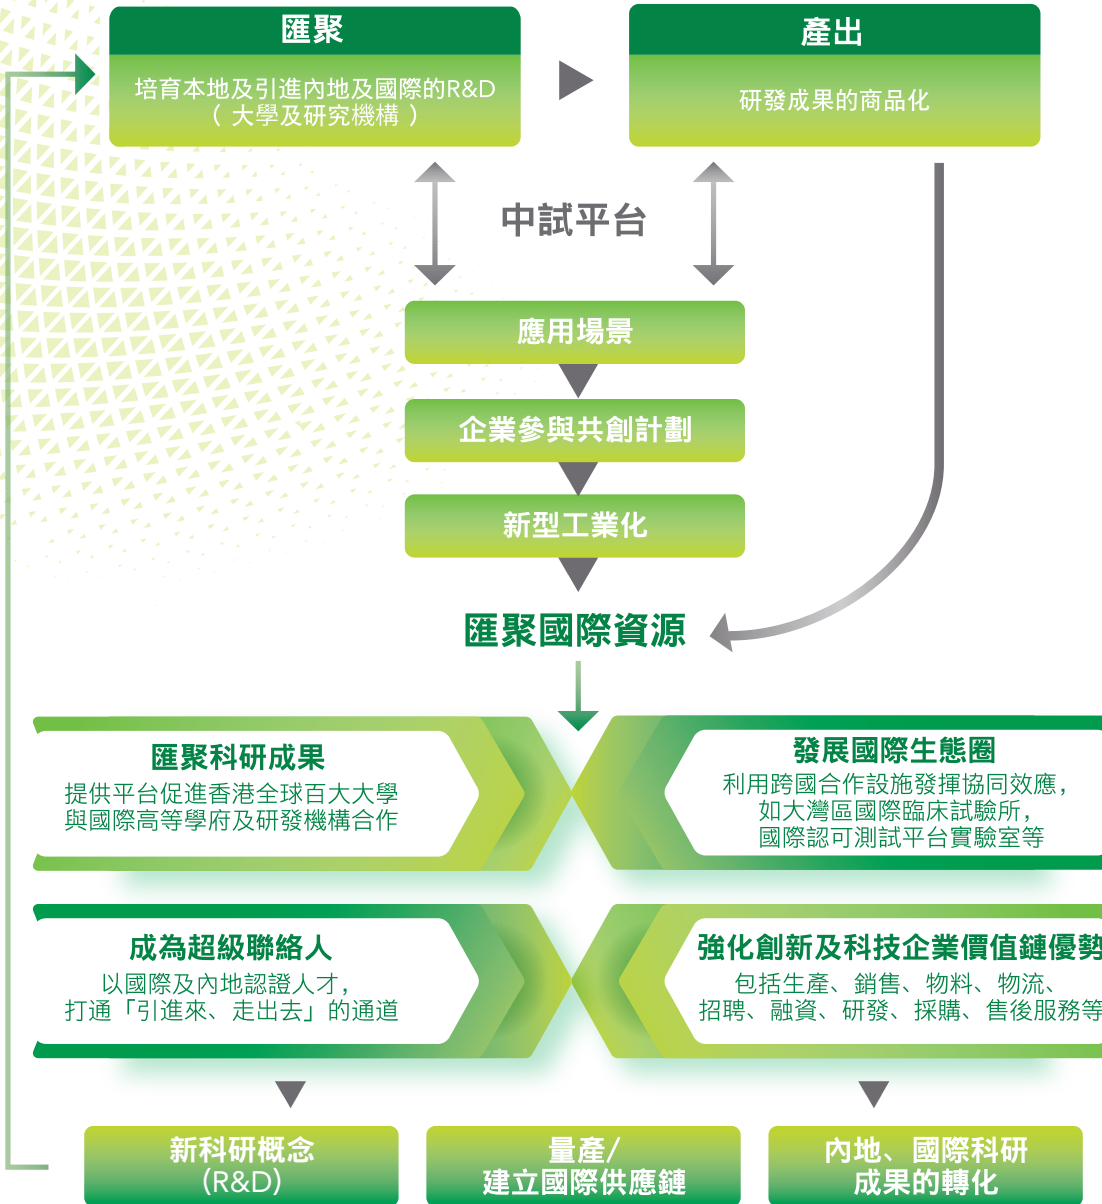 匯聚
培育本地及引進內地及國際的R&D
（ 大學及研究機構 ）
產出
研發成果的商品化
中試平台
應用場景
企業參與共創計劃
新型工業化
匯聚國際資源
匯聚科研成果
提供平台促進香港全球百大大學
與國際高等學府及研發機構合作
發展國際生態圈
利用跨國合作設施發揮協同效應，
如大灣區國際臨床試驗所，
國際認可測試平台實驗室等
成為超級聯絡人
以國際及內地認證人才，
打通「引進來、走出去」的通道
強化創新及科技企業價值鏈優勢
包括生產、銷售、物料、物流、
招聘、融資、研發、採購、售後服務等
新科研概念
(R&D)
量產/
建立國際供應鏈
內地、國際科研
成果的轉化